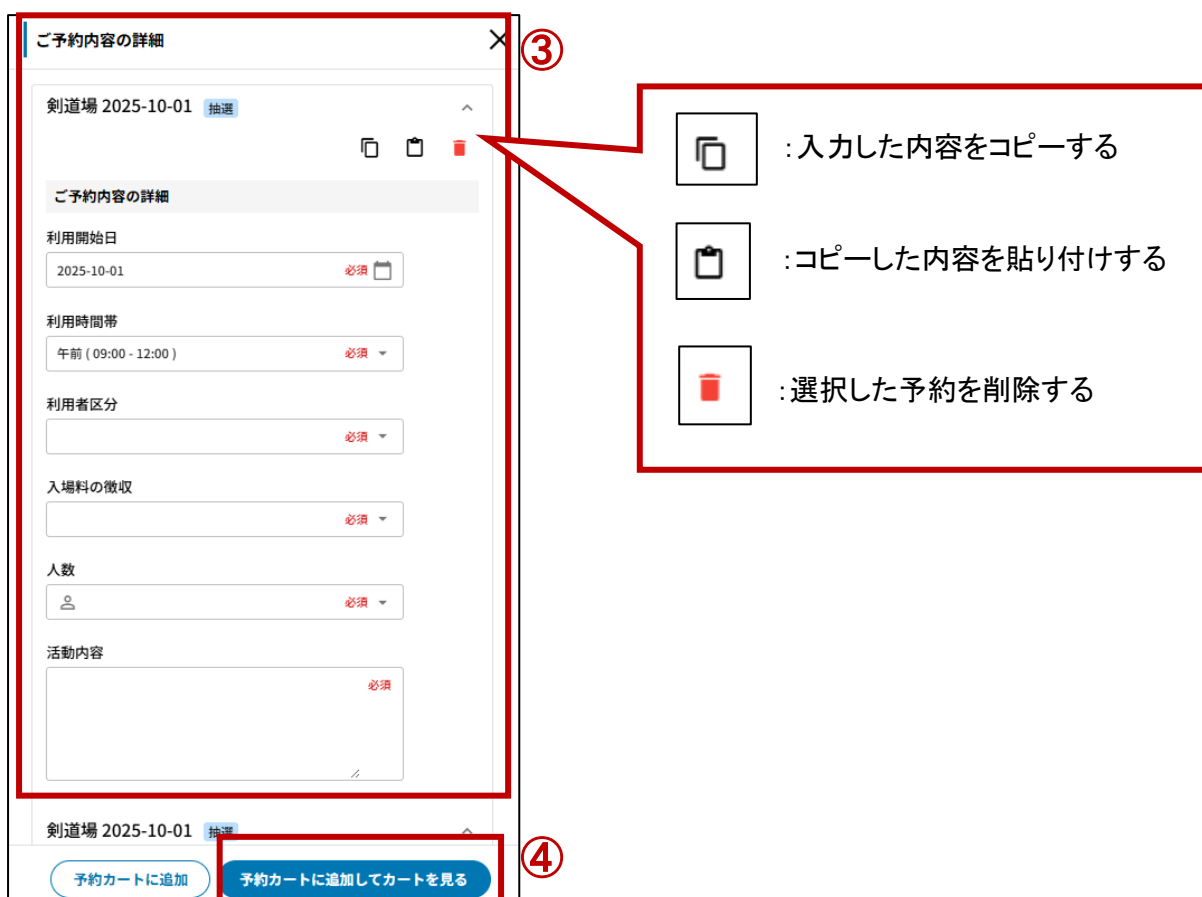 ご予約内容の詳細
③
剣道場 2025-10-01 抽選
ご予約内容の詳細
利用開始日
2025-10-01 必須
利用時間帯
午前 ( 09:00 - 12:00 ) 必須
利用者区分
必須
入場料の徴収
必須
人数
必須
活動内容
必須
剣道場 2025-10-01 抽選
④
予約カートに追加 予約カートに追加してカートを見る
:入力した内容をコピーする
:コピーした内容を貼り付けする
:選択した予約を削除する